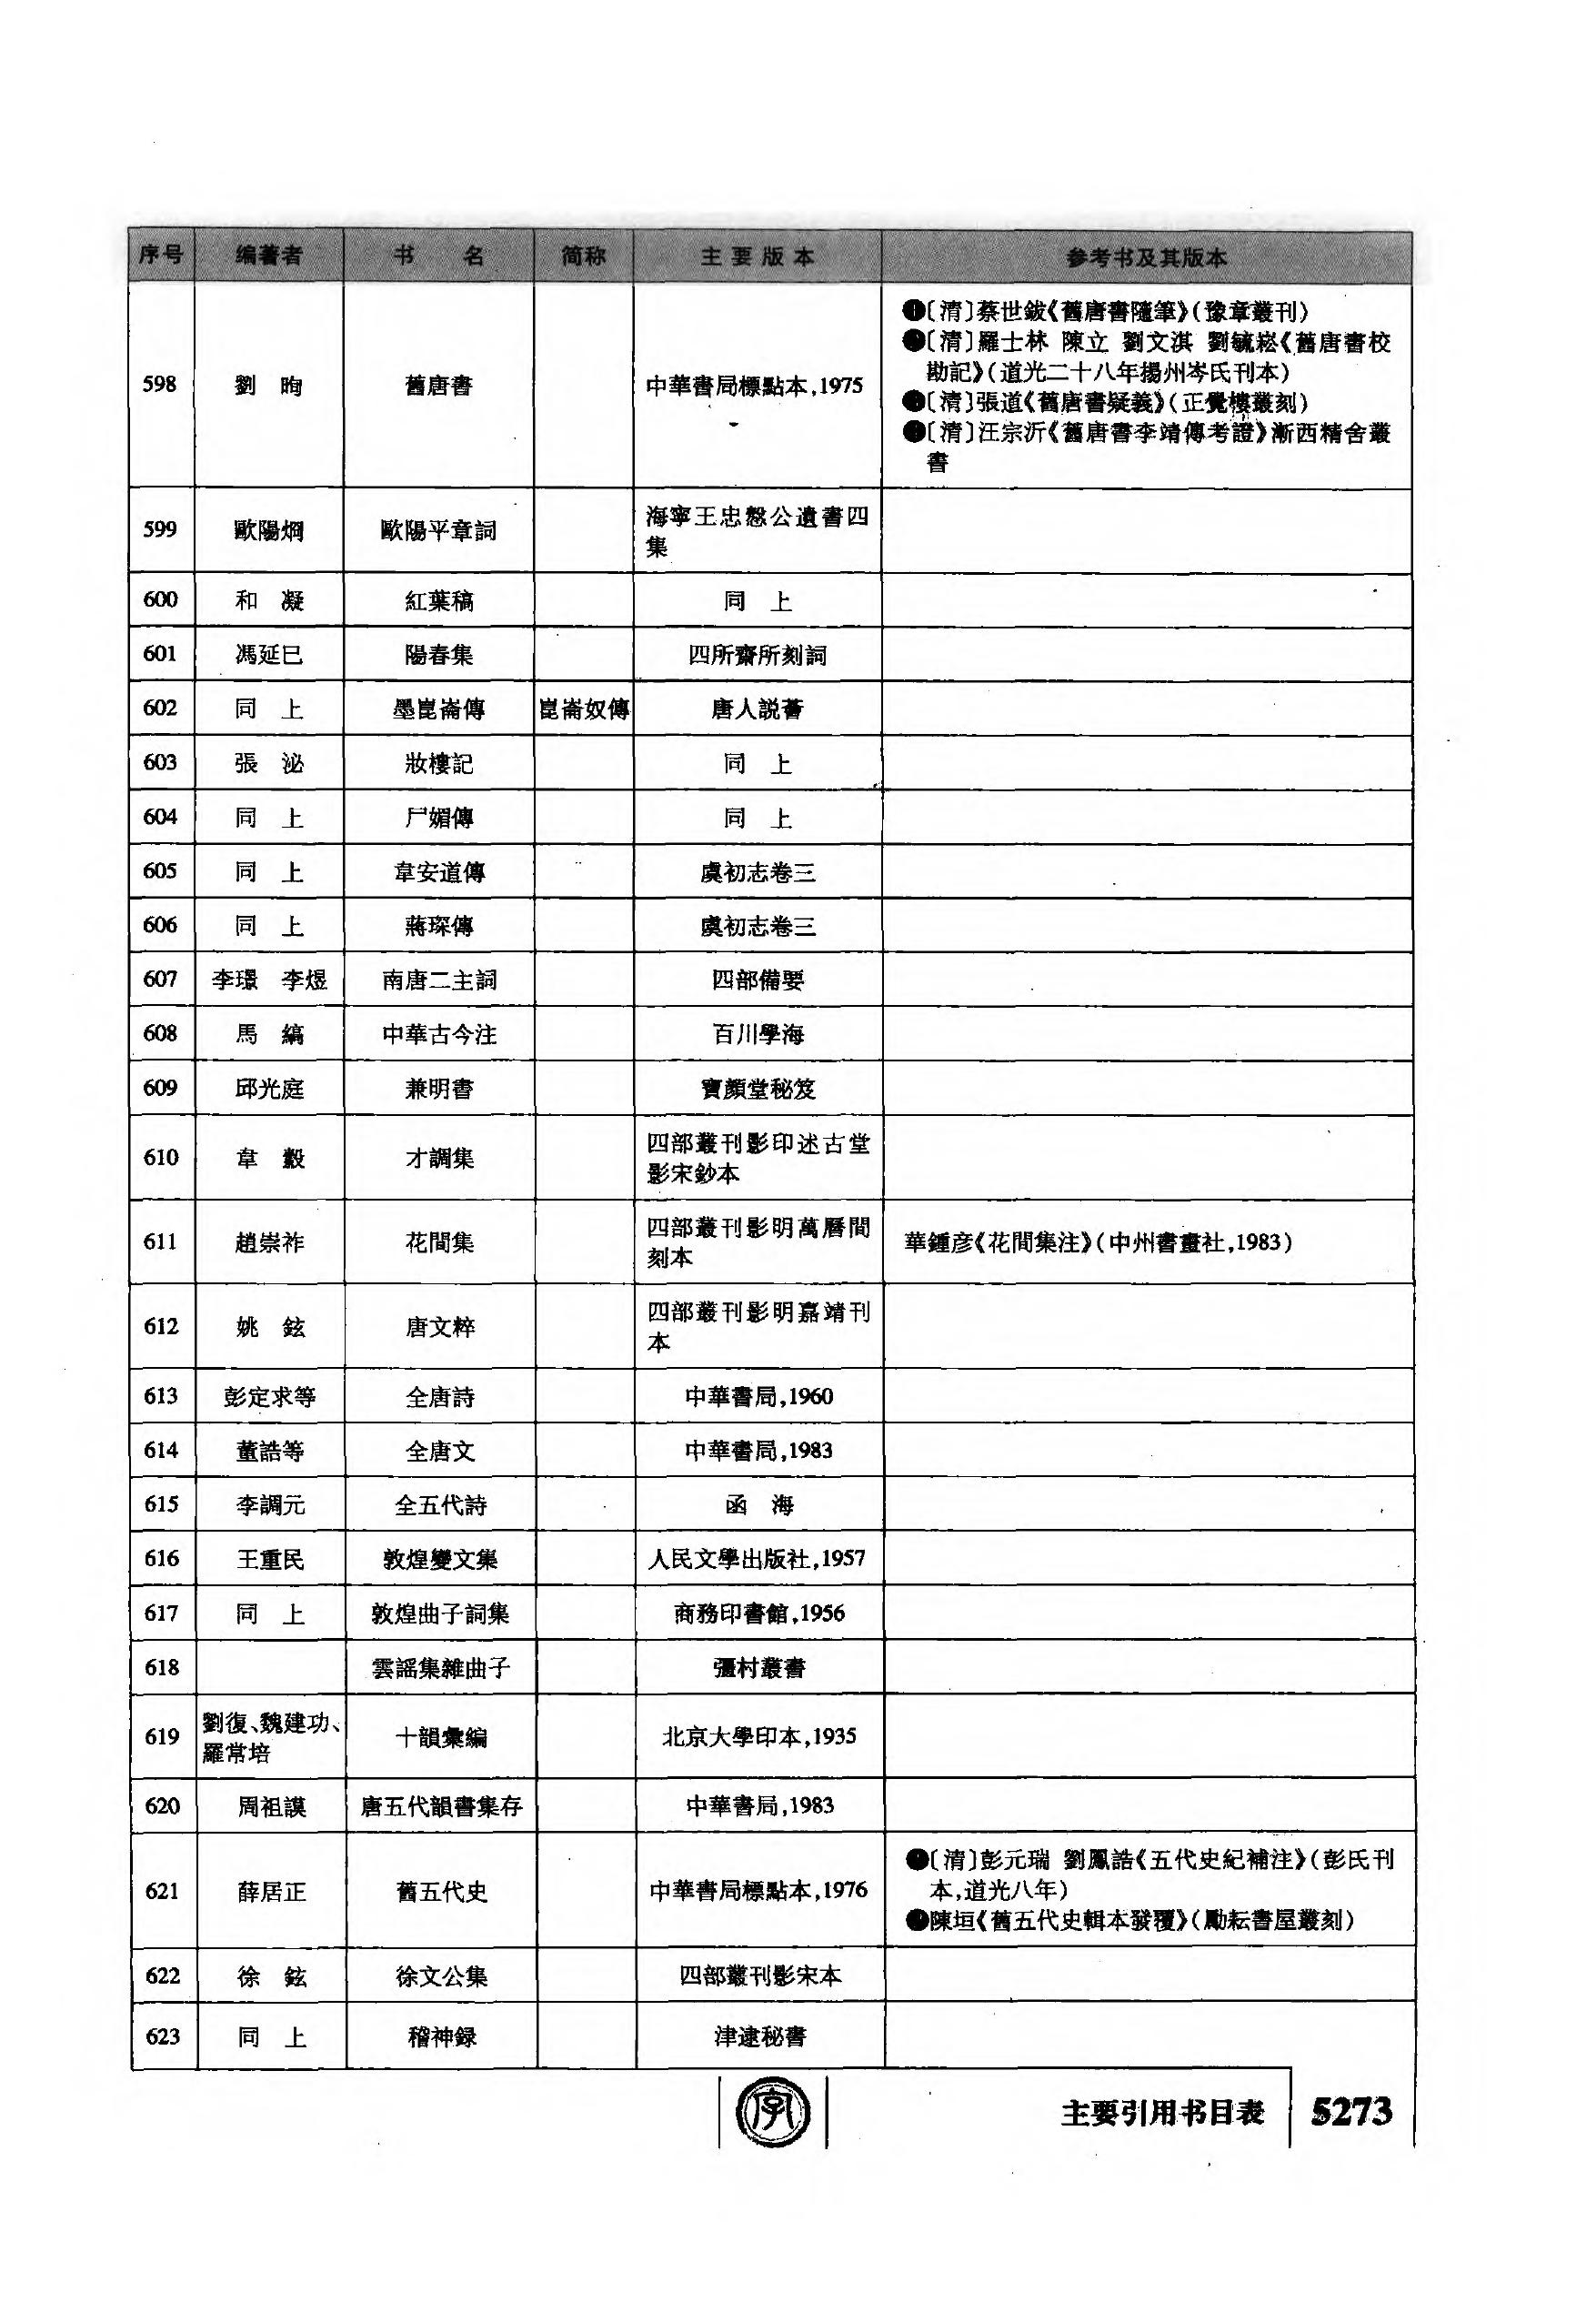 序号 编著者 书 名 简称 主要版本 参考书及其版本
598 劉 昫 舊唐書 中華書局標點本,1975
❶〔清〕蔡世鈸《舊唐書隨筆》(豫章叢刊)
❷〔清〕羅士林 陳立 劉文淇 劉毓崧《舊唐書校
勘記》(道光二十八年揚州岑氏刊本)
❸〔清〕張道《舊唐書疑義》(正覺樓叢刻)
❹〔清〕汪宗沂《舊唐書李靖傳考證》漸西精舍叢
書
599 歐陽炯 歐陽平章詞 海寧王忠慤公遺書四
集
600 和 凝 紅葉稿 同 上
601 馮延巳 陽春集 四所齋所刻詞
602 同 上 墨崑崙傳 崑崙奴傳 唐人説薈
603 張 泌 妝樓記 同 上
604 同 上 尸媚傳 同 上
605 同 上 韋安道傳 虞初志卷三
606 同 上 蔣琛傳 虞初志卷三
607 李璟 李煜 南唐二主詞 四部備要
608 馬 縞 中華古今注 百川學海
609 邱光庭 兼明書 寶顏堂秘笈
610 韋 縠 才調集 四部叢刊影印述古堂
影宋鈔本
611 趙崇祚 花間集 四部叢刊影明萬曆間
刻本
華鍾彦《花間集注》(中州書畫社,1983)
612 姚 鉉 唐文粹 四部叢刊影明嘉靖刊
本
613 彭定求等 全唐詩 中華書局,1960
614 董誥等 全唐文 中華書局,1983
615 李調元 全五代詩 函 海
616 王重民 敦煌變文集 人民文學出版社,1957
617 同 上 敦煌曲子詞集 商務印書館,1956
618 雲謡集雜曲子 彊村叢書
619 劉復、魏建功、
羅常培
十韻彙編 北京大學印本,1935
620 周祖謨 唐五代韻書集存 中華書局,1983
621 薛居正 舊五代史 中華書局標點本,1976
❶〔清〕彭元瑞 劉鳳誥《五代史紀補注》(彭氏刊
本,道光八年)
❷陳垣《舊五代史輯本發覆》(勵耘書屋叢刻)
622 徐 鉉 徐文公集 四部叢刊影宋本
623 同 上 稽神録 津逮秘書
字
主要引用书目表 5273